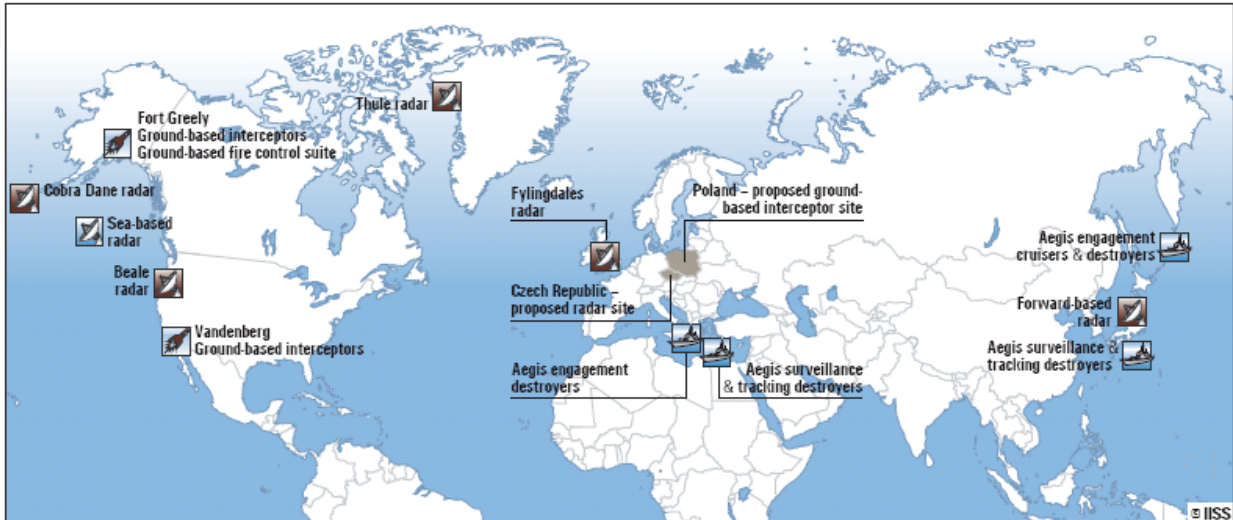 Thule radar
Fort Greely
Ground-based interceptors
Ground-based fire control suite
Cobra Dane radar
Sea-based
radar
Beale
radar
Vandenberg
Ground-based interceptors
Fylingdales
radar
Poland – proposed ground-
based interceptor site
Czech Republic –
proposed radar site
Aegis engagement
destroyers
Aegis surveillance
& tracking destroyers
Aegis engagement
cruisers & destroyers
Forward-based
radar
Aegis surveillance &
tracking destroyers
© IISS